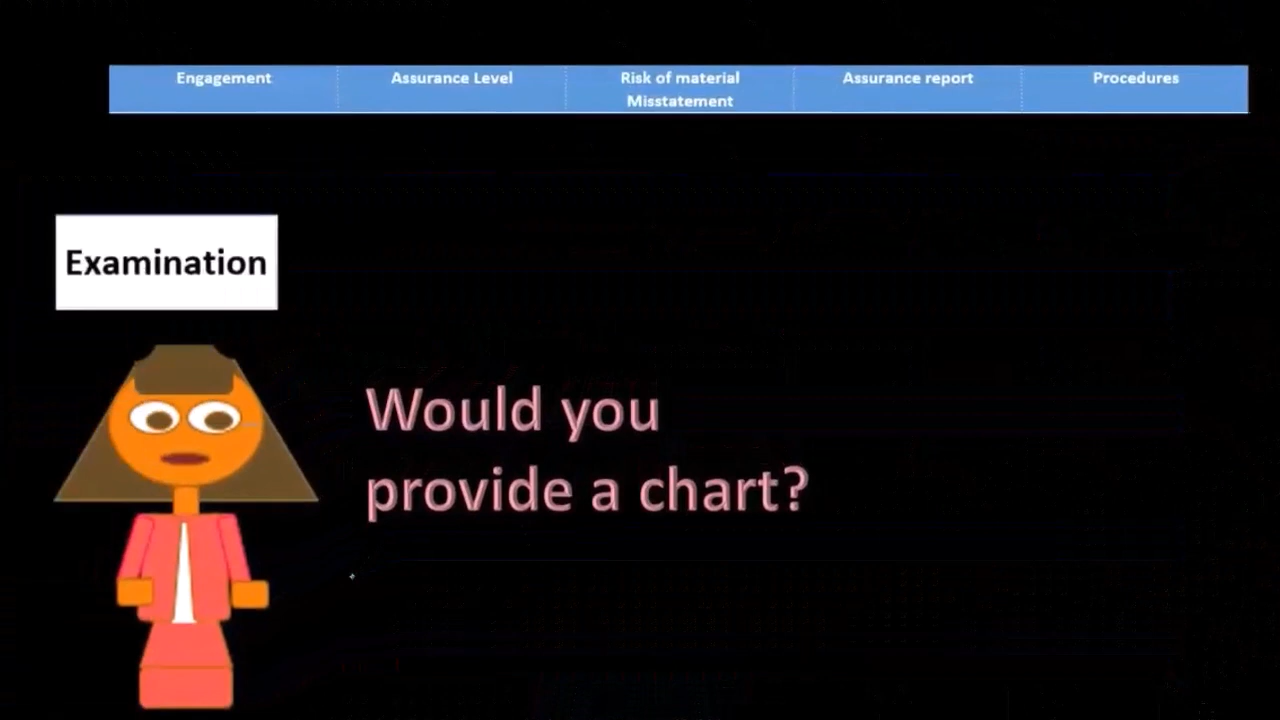 Engagement
Assurance Level
Risk of material
Misstatement
Assurance report
Procedures
Examination
Would you
provide a chart?